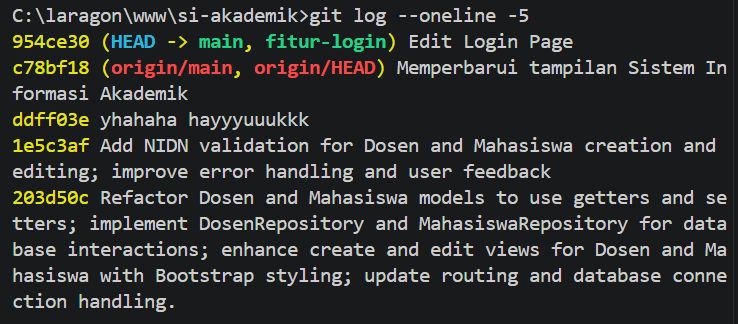 C:\laragon\www\si-akademik>git log --oneline -5
954ce30 (HEAD -> main, fitur-login) Edit Login Page
c78bf18 (origin/main, origin/HEAD) Memperbarui tampilan Sistem In
formasi Akademik
ddff03e yhahaha hayyyuuukkk
1e5c3af Add NIDN validation for Dosen and Mahasiswa creation and
editing; improve error handling and user feedback
203d50c Refactor Dosen and Mahasiswa models to use getters and se
tters; implement DosenRepository and MahasiswaRepository for data
base interactions; enhance create and edit views for Dosen and Ma
hasiswa with Bootstrap styling; update routing and database conne
ction handling.